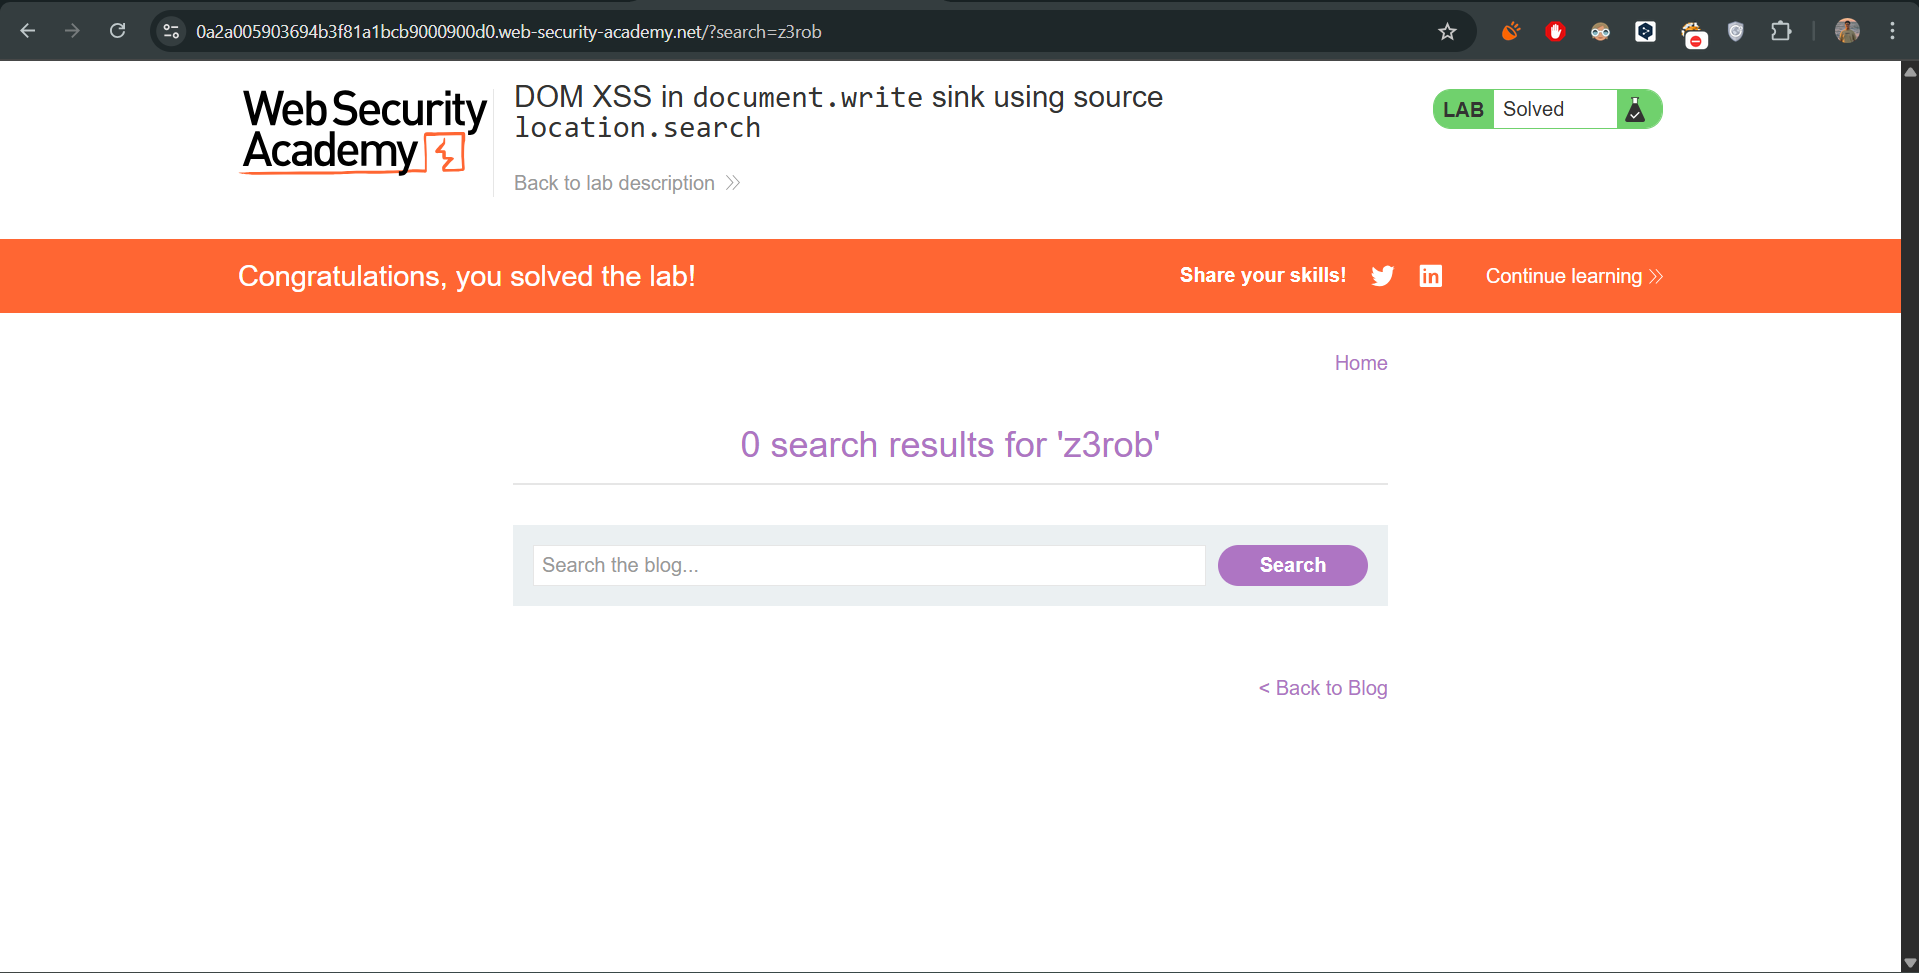 0a2a005903694b3f81a1bcb9000900d0.web-security-academy.net/?search=z3rob
Web Security
Academy
DOM XSS in document.write sink using source
location.search
Back to lab description
LAB Solved
Congratulations, you solved the lab!
Share your skills!
in
Continue learning
Home
0 search results for 'z3rob'
Search the blog...
Search
< Back to Blog